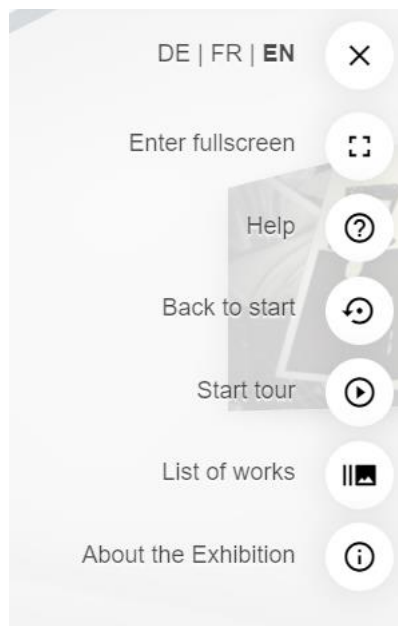 DE | FR | EN
Enter fullscreen
Help
Back to start
Start tour
List of works
About the Exhibition